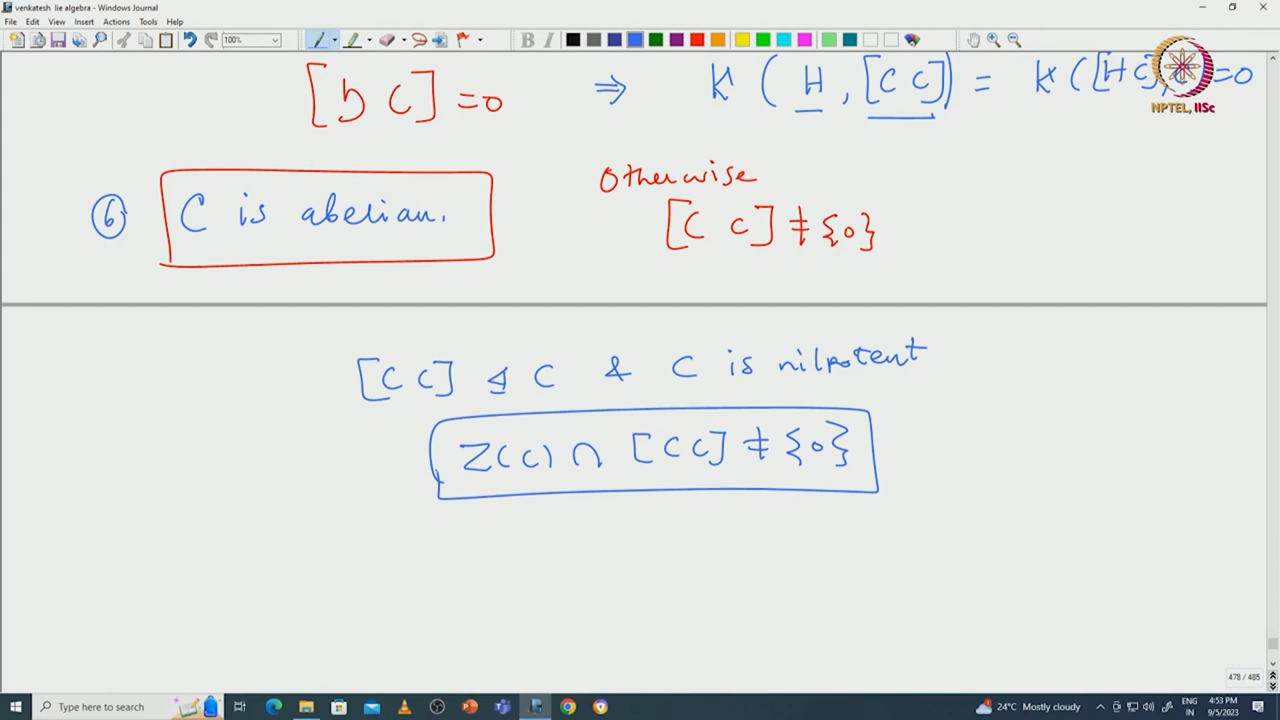 venkatesh lie algebra - Windows Journal
File Edit View Insert Actions Tools Help
100%
[h C] = 0 ⇒ K ( H , [C C] ) = K ( [H C], C ) = 0
NPTEL, IISc
⑥ C is abelian. Otherwise
[C C] ≠ {0}
[C C] ⊴ C & C is nilpotent
Z(C) ∩ [C C] ≠ {0}
478 / 485
Type here to search
24°C Mostly cloudy
ENG
IN
4:53 PM
9/5/2023